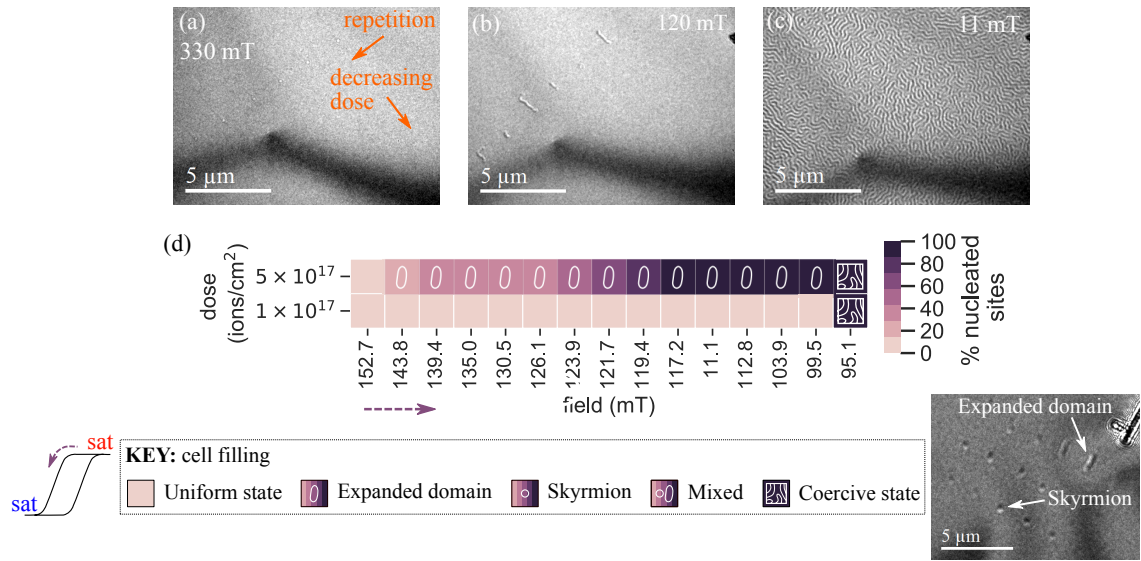 (a)
330 mT
repetition
decreasing
dose
5 µm
(b)
120 mT
5 µm
(c)
11 mT
5 µm
(d)
dose
(ions/cm²)
5 × 10¹⁷
1 × 10¹⁷
152.7
143.8
139.4
135.0
130.5
126.1
123.9
121.7
119.4
117.2
11.1
112.8
103.9
99.5
95.1
field (mT)
100
80
60
40
20
0
% nucleated
sites
sat
sat
KEY: cell filling
Uniform state
Expanded domain
Skyrmion
Mixed
Coercive state
Expanded domain
Skyrmion
5 µm